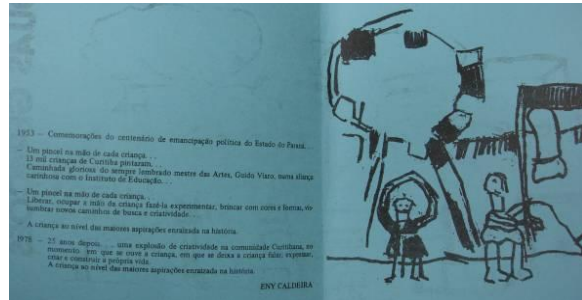 1953 – Comemorações do centenário de emancipação política do Estado do Paraná. . .
– Um pincel na mão de cada criança. . .
15 mil crianças de Curitiba pintaram. . .
Caminhada gloriosa do sempre lembrado mestre das Artes, Guido Viaro, numa aliança
carinhosa com o Instituto de Educação. . .
– Um pincel na mão de cada criança. . .
Liberar, ocupar a mão da criança fazê-la experimentar, brincar com cores e formas, vis-
lumbrar novos caminhos de busca e criatividade.
– A criança ao nível das maiores aspirações enraizada na história.
1978 – 25 anos depois. . . uma explosão de criatividade na comunidade Curitibana, no
momento em que se ouve a criança, em que se deixa a criança falar, expressar,
criar e construir a própria vida.
A criança ao nível das maiores aspirações enraizada na história.
ENY CALDEIRA